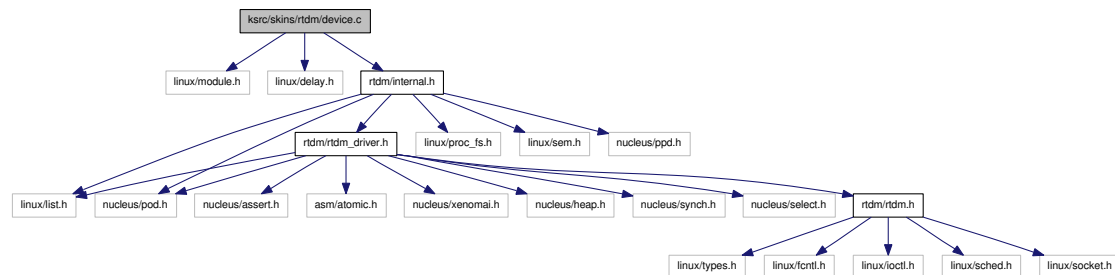 ksrc/skins/rtdm/device.c
linux/module.h
linux/delay.h
rtdm/internal.h
rtdm/rtdm_driver.h
linux/proc_fs.h
linux/sem.h
nucleus/ppd.h
linux/list.h
nucleus/pod.h
nucleus/assert.h
asm/atomic.h
nucleus/xenomai.h
nucleus/heap.h
nucleus/synch.h
nucleus/select.h
rtdm/rtdm.h
linux/types.h
linux/fcntl.h
linux/ioctl.h
linux/sched.h
linux/socket.h